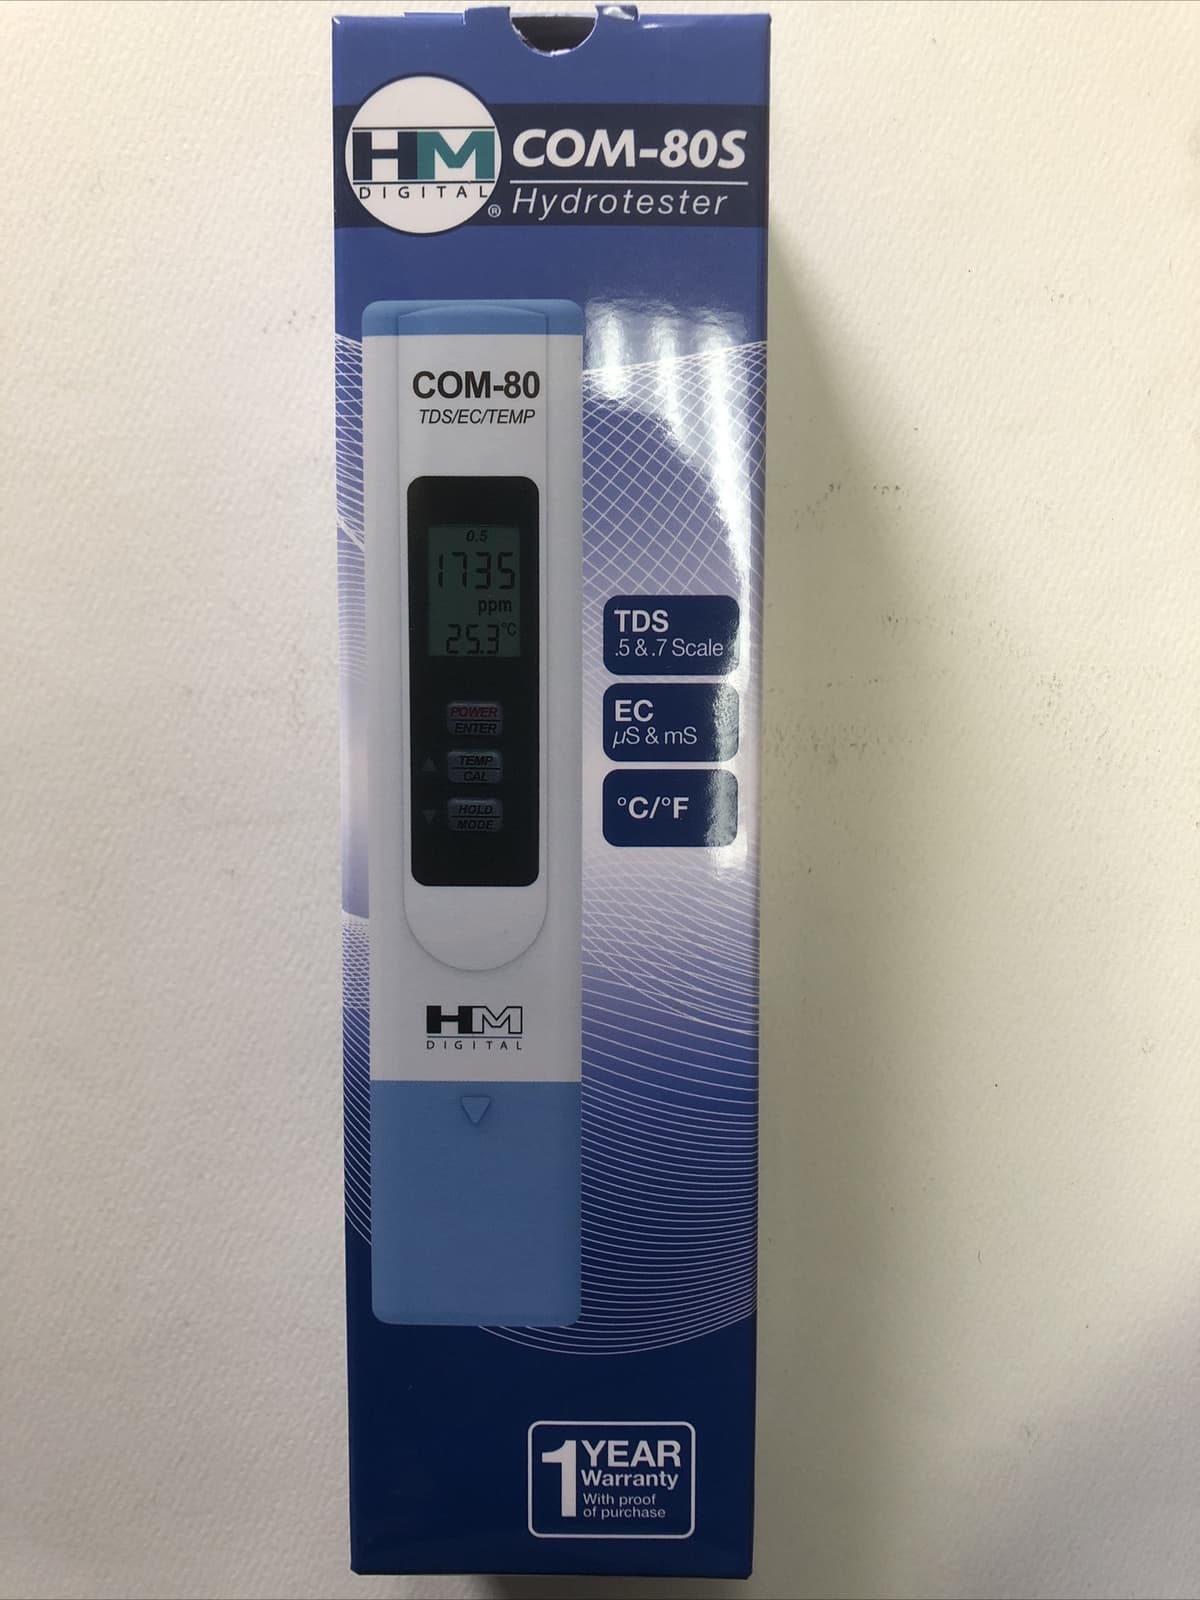 HM
DIGITAL
®
COM-80S
Hydrotester
COM-80
TDS/EC/TEMP
0.5
1735
ppm
25.3°C
POWER
ENTER
TEMP
CAL
HOLD
MODE
HM
DIGITAL
TDS
.5 & .7 Scale
EC
µS & mS
°C/°F
1 YEAR
Warranty
With proof
of purchase